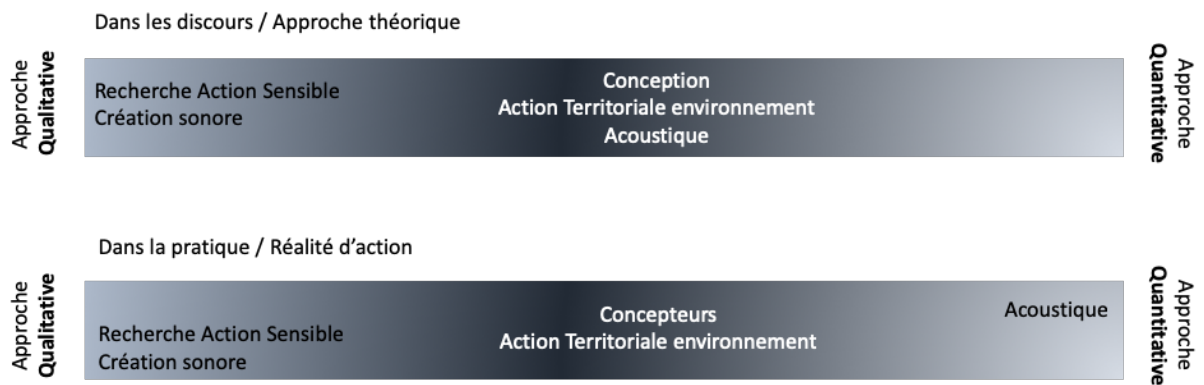 Dans les discours / Approche théorique
Approche
Qualitative
Recherche Action Sensible
Création sonore
Conception
Action Territoriale environnement
Acoustique
Approche
Quantitative
Dans la pratique / Réalité d’action
Approche
Qualitative
Recherche Action Sensible
Création sonore
Concepteurs
Action Territoriale environnement
Acoustique
Approche
Quantitative